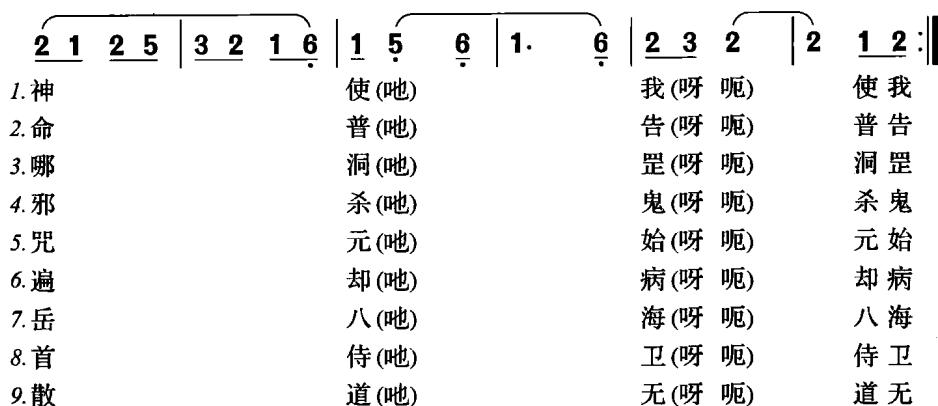 2 1 2 5 | 3 2 1 6̣ | 1 5̣ 6̣ | 1· 6̣ | 2 3 2 | 2 1 2 :‖
1.神 使(吔) 我(呀 呃) 使 我
2.命 普(吔) 告(呀 呃) 普 告
3.哪 洞(吔) 罡(呀 呃) 洞 罡
4.邪 杀(吔) 鬼(呀 呃) 杀 鬼
5.咒 元(吔) 始(呀 呃) 元 始
6.遍 却(吔) 病(呀 呃) 却 病
7.岳 八(吔) 海(呀 呃) 八 海
8.首 侍(吔) 卫(呀 呃) 侍 卫
9.散 道(吔) 无(呀 呃) 道 无